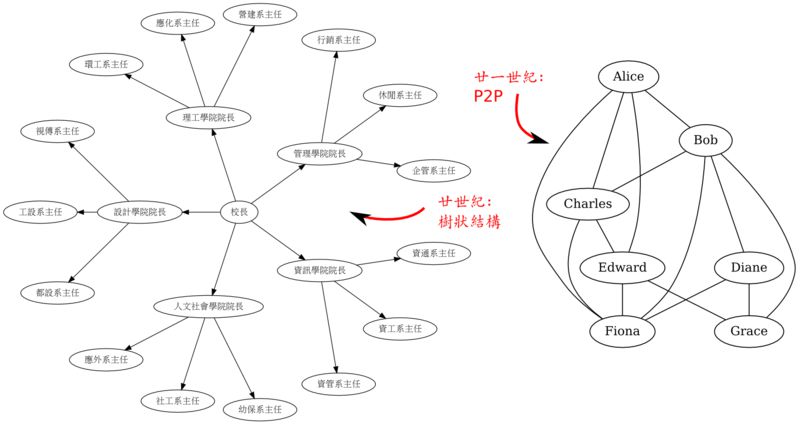 營建系主任
應化系主任
環工系主任
理工學院院長
行銷系主任
休閒系主任
管理學院院長
企管系主任
視傳系主任
工設系主任
設計學院院長
都設系主任
校長
資訊學院院長
資通系主任
資工系主任
資管系主任
人文社會學院院長
應外系主任
社工系主任
幼保系主任
廿世紀:
樹狀結構
廿一世紀:
P2P
Alice
Bob
Charles
Edward
Diane
Fiona
Grace